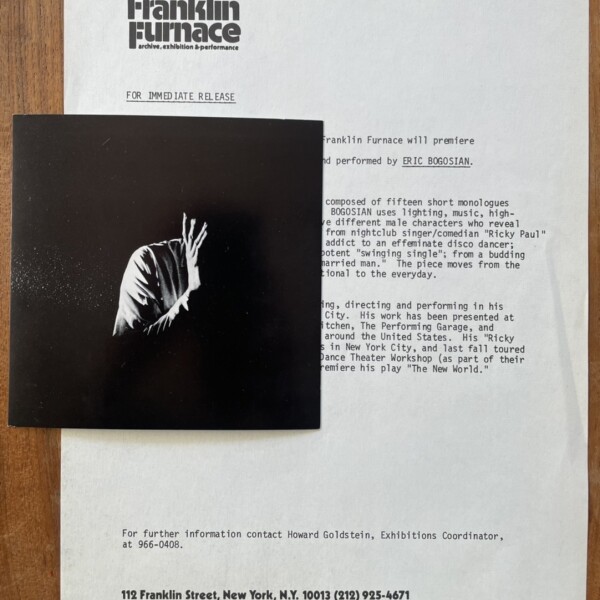 Franklin
Furnace
archive, exhibition & performance
FOR IMMEDIATE RELEASE
Franklin Furnace will premiere
nd performed by ERIC BOGOSIAN.
composed of fifteen short monologues
BOGOSIAN uses lighting, music, high-
ve different male characters who reveal
from nightclub singer/comedian "Ricky Paul"
addict to an effeminate disco dancer;
potent "swinging single"; from a budding
married man." The piece moves from the
tional to the everyday.
ing, directing and performing in his
City. His work has been presented at
itchen, The Performing Garage, and
around the United States. His "Ricky
s in New York City, and last fall toured
Dance Theater Workshop (as part of their
remiere his play "The New World."
For further information contact Howard Goldstein, Exhibitions Coordinator,
at 966-0408.
112 Franklin Street, New York, N.Y. 10013 (212) 925-4671